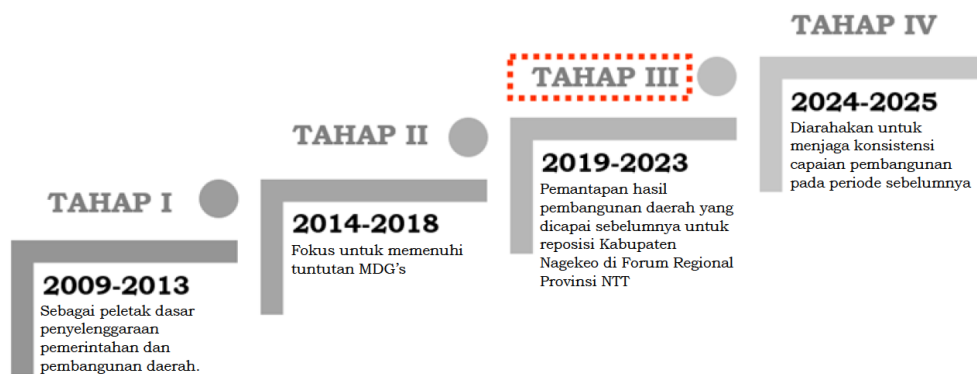 TAHAP I
2009-2013
Sebagai peletak dasar
penyelenggaraan
pemerintahan dan
pembangunan daerah.
TAHAP II
2014-2018
Fokus untuk memenuhi
tuntutan MDG's
TAHAP III
2019-2023
Pemantapan hasil
pembangunan daerah yang
dicapai sebelumnya untuk
reposisi Kabupaten
Nagekeo di Forum Regional
Provinsi NTT
TAHAP IV
2024-2025
Diarahakan untuk
menjaga konsistensi
capaian pembangunan
pada periode sebelumnya